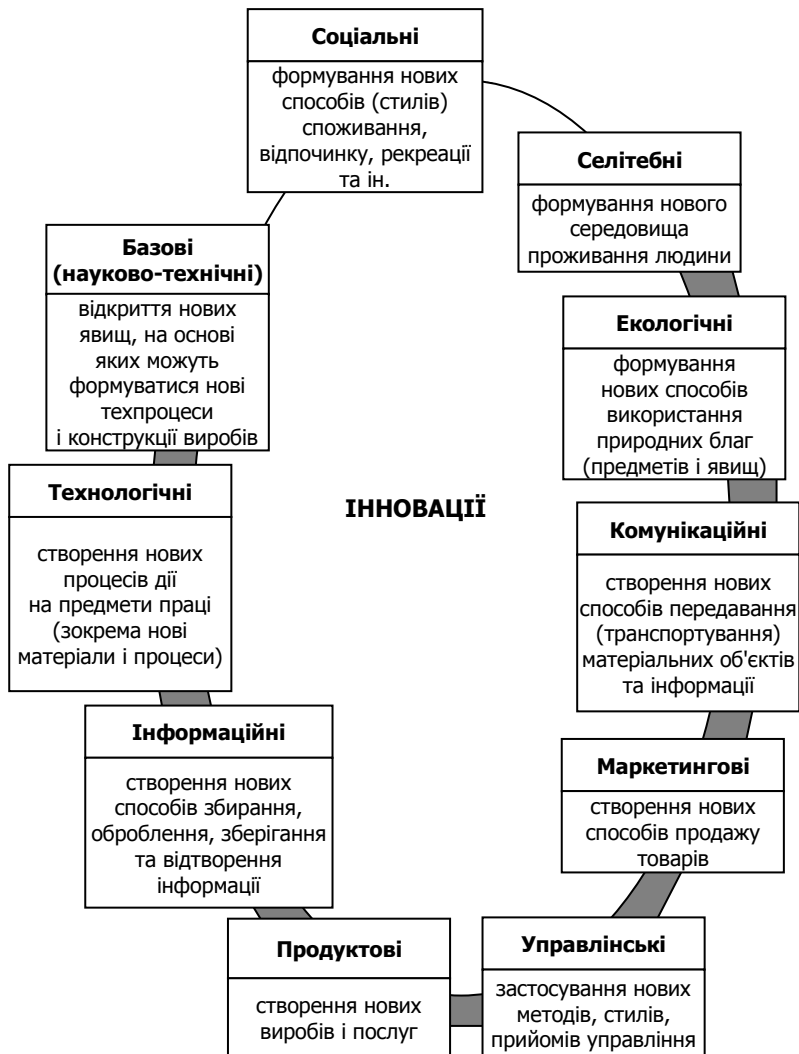 Соціальні
формування нових
способів (стилів)
споживання,
відпочинку, рекреації
та ін.
Селітебні
формування нового
середовища
проживання людини
Базові
(науково-технічні)
відкриття нових
явищ, на основі
яких можуть
формуватися нові
техпроцеси
і конструкції виробів
Екологічні
формування
нових способів
використання
природних благ
(предметів і явищ)
Технологічні
створення нових
процесів дії
на предмети праці
(зокрема нові
матеріали і процеси)
ІННОВАЦІЇ
Комунікаційні
створення нових
способів передавання
(транспортування)
матеріальних об'єктів
та інформації
Інформаційні
створення нових
способів збирання,
оброблення, зберігання
та відтворення
інформації
Маркетингові
створення нових
способів продажу
товарів
Продуктові
створення нових
виробів і послуг
Управлінські
застосування нових
методів, стилів,
прийомів управління